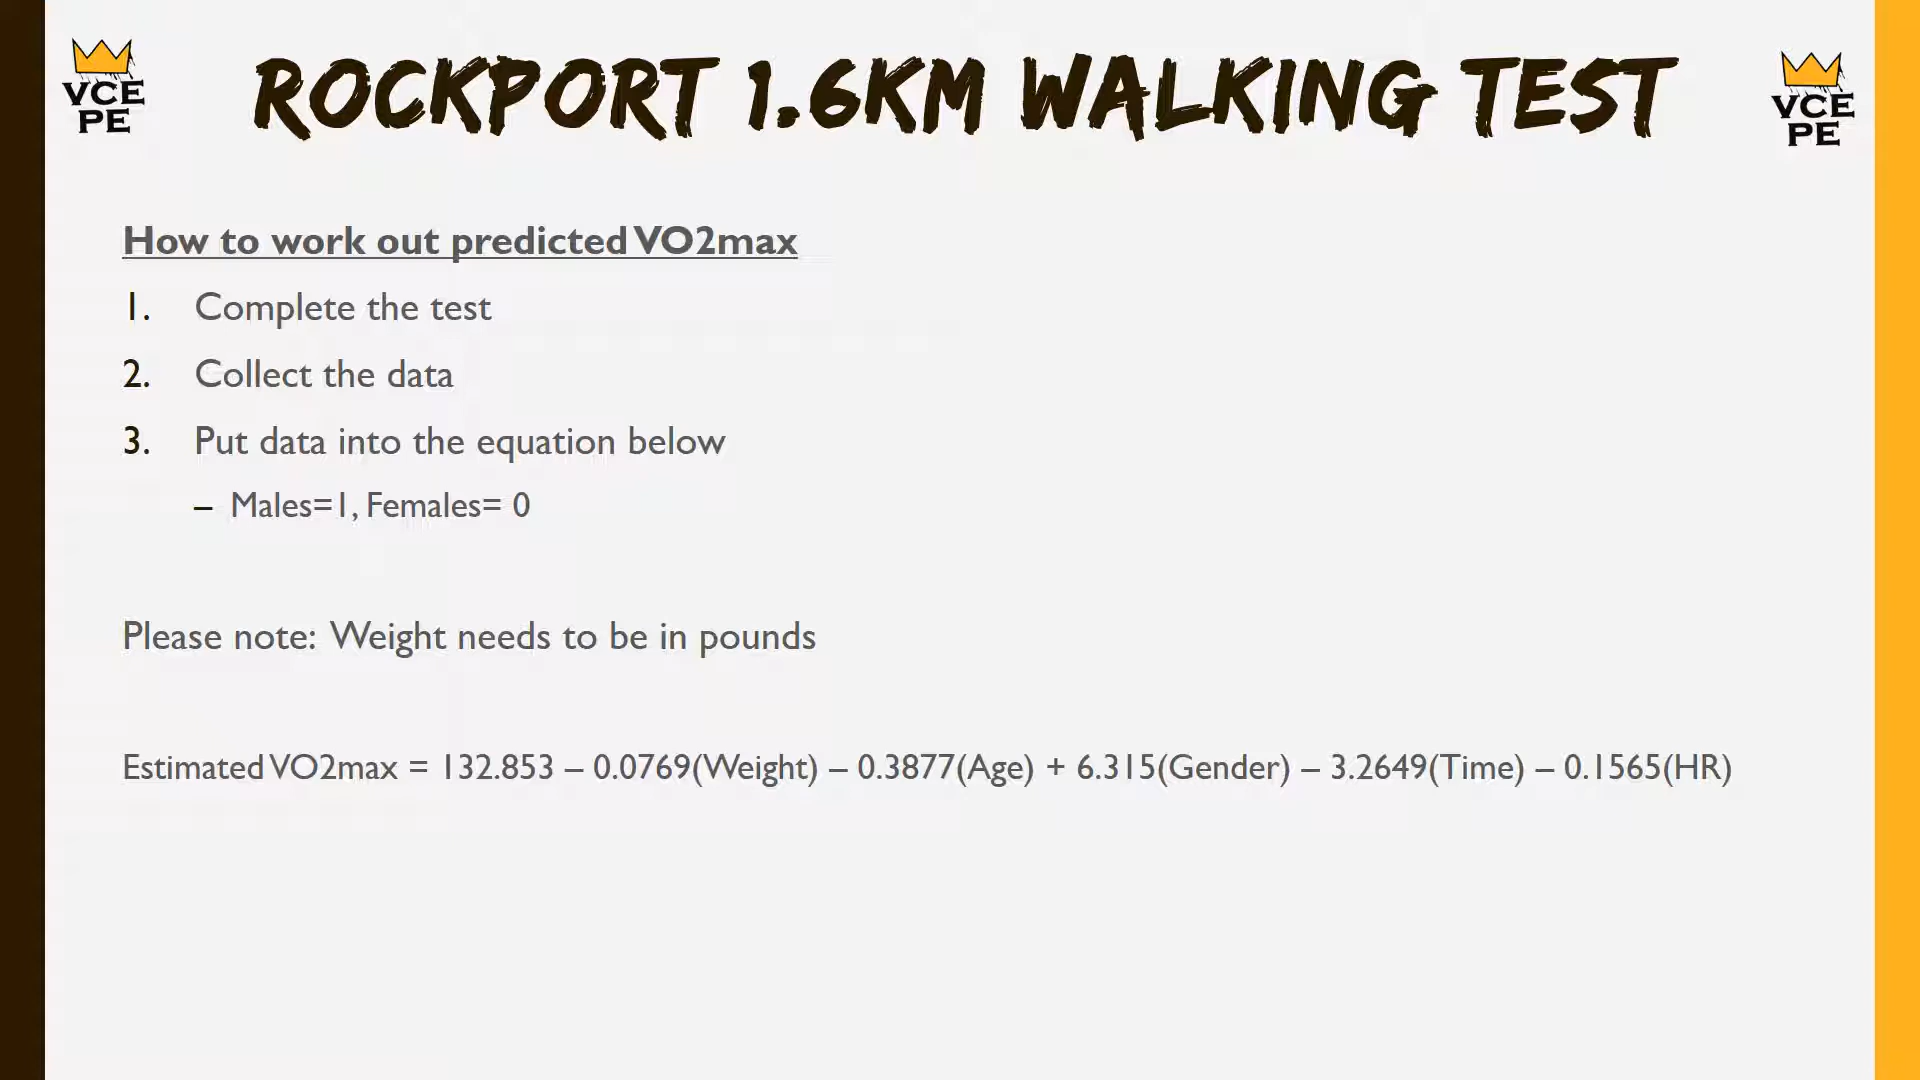 VCE
PE
ROCKPORT 1.6KM WALKING TEST
VCE
PE
How to work out predicted VO2max
1. Complete the test
2. Collect the data
3. Put data into the equation below
– Males=1, Females= 0
Please note: Weight needs to be in pounds
Estimated VO2max = 132.853 – 0.0769(Weight) – 0.3877(Age) + 6.315(Gender) – 3.2649(Time) – 0.1565(HR)